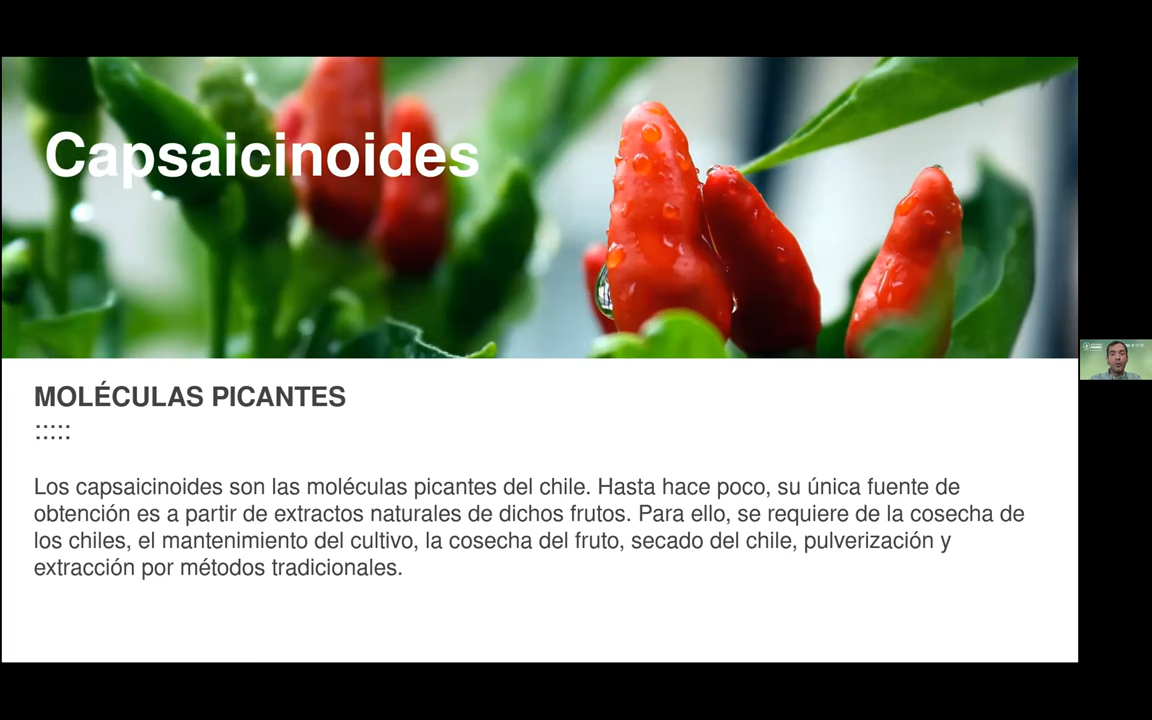 Capsaicinoides
MOLÉCULAS PICANTES
:::::
Los capsaicinoides son las moléculas picantes del chile. Hasta hace poco, su única fuente de
obtención es a partir de extractos naturales de dichos frutos. Para ello, se requiere de la cosecha de
los chiles, el mantenimiento del cultivo, la cosecha del fruto, secado del chile, pulverización y
extracción por métodos tradicionales.